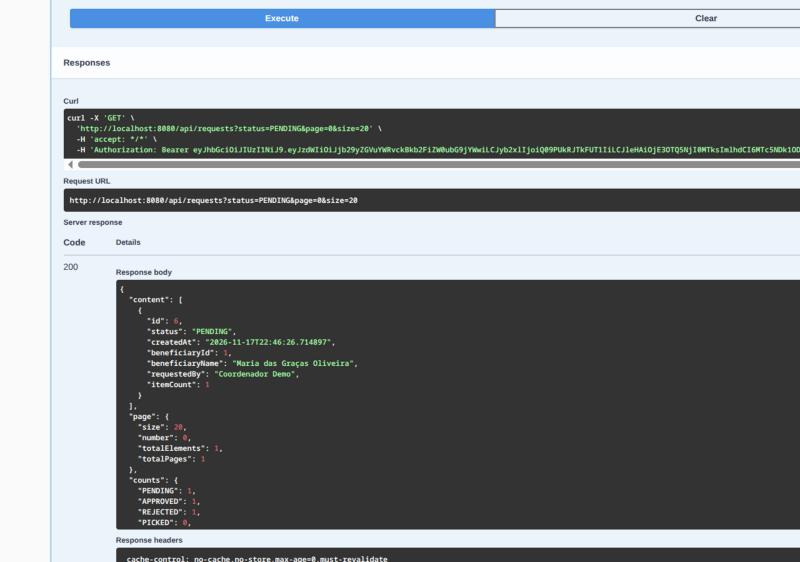 Execute
Clear
Responses
Curl
curl -X 'GET' \
'http://localhost:8080/api/requests?status=PENDING&page=0&size=20' \
-H 'accept: */*' \
-H 'Authorization: Bearer
Request URL
http://localhost:8080/api/requests?status=PENDING&page=0&size=20
Server response
Code Details
200
Response body
{
"content": [
{
"id": 6,
"status": "PENDING",
"createdAt": "2026-11-17T22:46:26.714897",
"beneficiaryId": 1,
"beneficiaryName": "Maria das Graças Oliveira",
"requestedBy": "Coordenador Demo",
"itemCount": 1
}
],
"page": {
"size": 20,
"number": 0,
"totalElements": 1,
"totalPages": 1
},
"counts": {
"PENDING": 1,
"APPROVED": 1,
"REJECTED": 1,
"PICKED": 0,
Response headers
cache-control: no-cache,no-store,max-age=0,must-revalidate